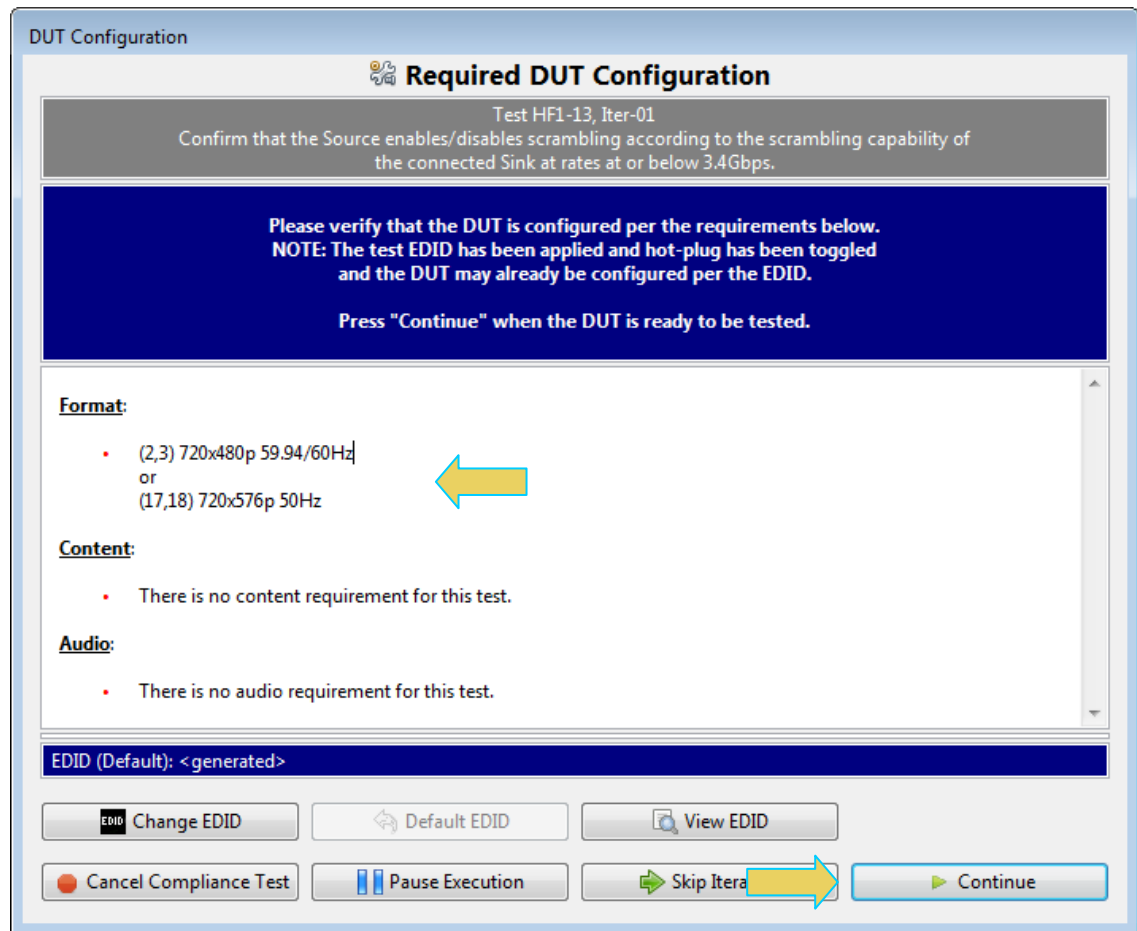 DUT Configuration
Required DUT Configuration
Test HF1-13, Iter-01
Confirm that the Source enables/disables scrambling according to the scrambling capability of
the connected Sink at rates at or below 3.4Gbps.
Please verify that the DUT is configured per the requirements below.
NOTE: The test EDID has been applied and hot-plug has been toggled
and the DUT may already be configured per the EDID.
Press "Continue" when the DUT is ready to be tested.
Format:
• (2,3) 720x480p 59.94/60Hz
or
(17,18) 720x576p 50Hz
Content:
• There is no content requirement for this test.
Audio:
• There is no audio requirement for this test.
EDID (Default): <generated>
EDID Change EDID Default EDID View EDID
Cancel Compliance Test Pause Execution Skip Continue